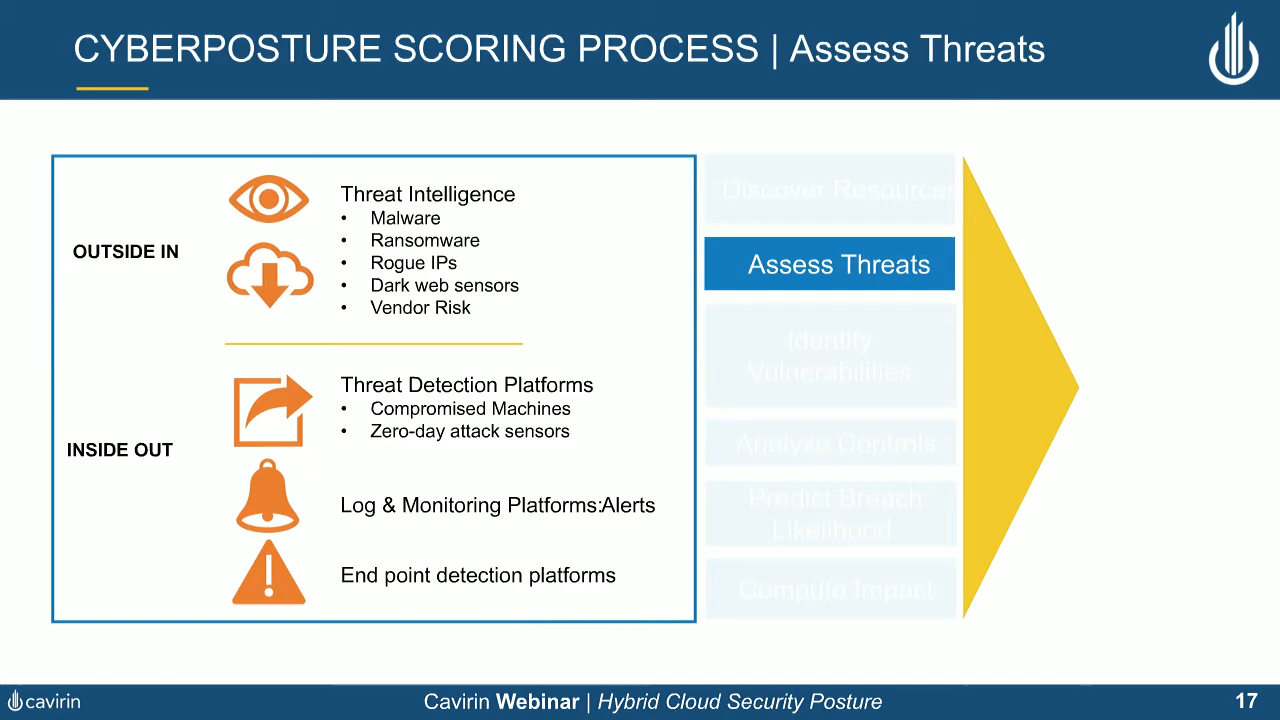 CYBERPOSTURE SCORING PROCESS | Assess Threats
OUTSIDE IN
Threat Intelligence
• Malware
• Ransomware
• Rogue IPs
• Dark web sensors
• Vendor Risk
INSIDE OUT
Threat Detection Platforms
• Compromised Machines
• Zero-day attack sensors
Log & Monitoring Platforms:Alerts
End point detection platforms
Discover Resources
Assess Threats
Identify
Vulnerabilities
Analyze Controls
Predict Breach
Likelihood
Compute Impact
cavirin
Cavirin Webinar | Hybrid Cloud Security Posture
17